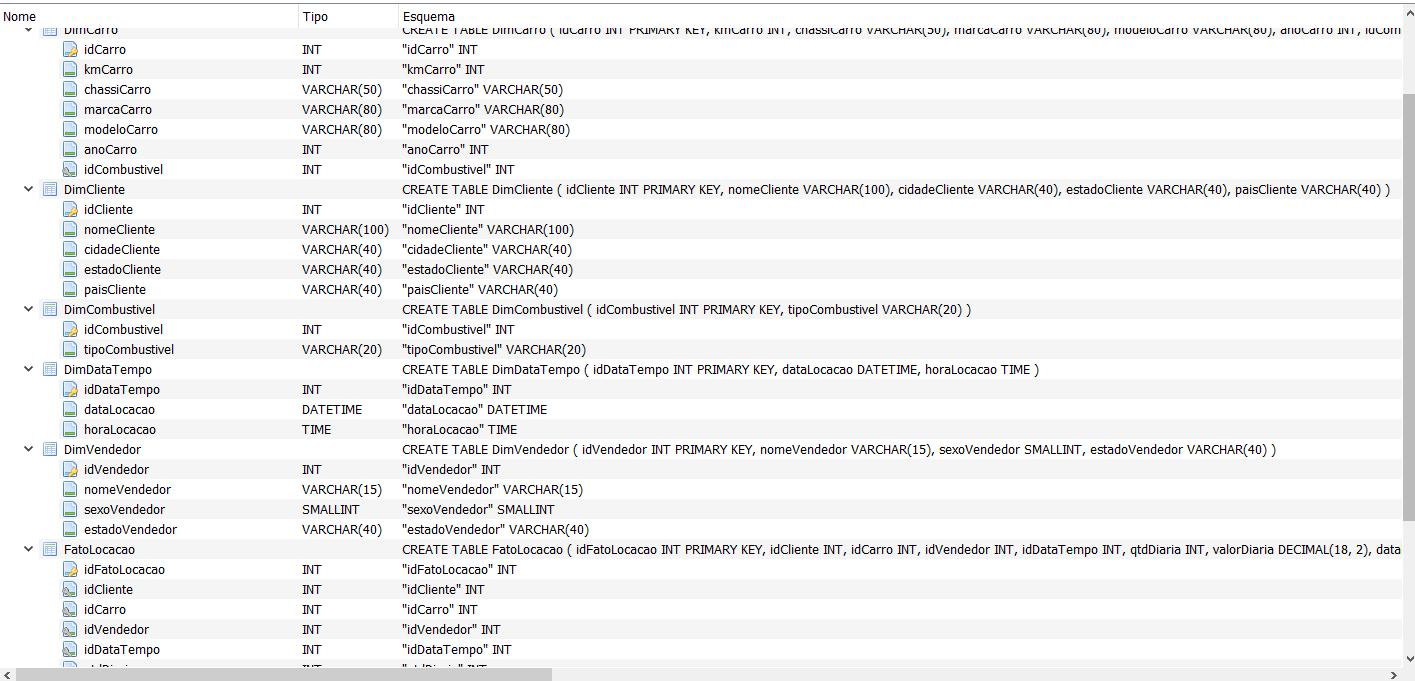 Nome Tipo Esquema
DimCarro CREATE TABLE DimCarro ( idCarro INT PRIMARY KEY, kmCarro INT, chassiCarro VARCHAR(50), marcaCarro VARCHAR(80), modeloCarro VARCHAR(80), anoCarro INT, idCom
idCarro INT "idCarro" INT
kmCarro INT "kmCarro" INT
chassiCarro VARCHAR(50) "chassiCarro" VARCHAR(50)
marcaCarro VARCHAR(80) "marcaCarro" VARCHAR(80)
modeloCarro VARCHAR(80) "modeloCarro" VARCHAR(80)
anoCarro INT "anoCarro" INT
idCombustivel INT "idCombustivel" INT
DimCliente CREATE TABLE DimCliente ( idCliente INT PRIMARY KEY, nomeCliente VARCHAR(100), cidadeCliente VARCHAR(40), estadoCliente VARCHAR(40), paisCliente VARCHAR(40) )
idCliente INT "idCliente" INT
nomeCliente VARCHAR(100) "nomeCliente" VARCHAR(100)
cidadeCliente VARCHAR(40) "cidadeCliente" VARCHAR(40)
estadoCliente VARCHAR(40) "estadoCliente" VARCHAR(40)
paisCliente VARCHAR(40) "paisCliente" VARCHAR(40)
DimCombustivel CREATE TABLE DimCombustivel ( idCombustivel INT PRIMARY KEY, tipoCombustivel VARCHAR(20) )
idCombustivel INT "idCombustivel" INT
tipoCombustivel VARCHAR(20) "tipoCombustivel" VARCHAR(20)
DimDataTempo CREATE TABLE DimDataTempo ( idDataTempo INT PRIMARY KEY, dataLocacao DATETIME, horaLocacao TIME )
idDataTempo INT "idDataTempo" INT
dataLocacao DATETIME "dataLocacao" DATETIME
horaLocacao TIME "horaLocacao" TIME
DimVendedor CREATE TABLE DimVendedor ( idVendedor INT PRIMARY KEY, nomeVendedor VARCHAR(15), sexoVendedor SMALLINT, estadoVendedor VARCHAR(40) )
idVendedor INT "idVendedor" INT
nomeVendedor VARCHAR(15) "nomeVendedor" VARCHAR(15)
sexoVendedor SMALLINT "sexoVendedor" SMALLINT
estadoVendedor VARCHAR(40) "estadoVendedor" VARCHAR(40)
FatoLocacao CREATE TABLE FatoLocacao ( idFatoLocacao INT PRIMARY KEY, idCliente INT, idCarro INT, idVendedor INT, idDataTempo INT, qtdDiaria INT, valorDiaria DECIMAL(18, 2), data
idFatoLocacao INT "idFatoLocacao" INT
idCliente INT "idCliente" INT
idCarro INT "idCarro" INT
idVendedor INT "idVendedor" INT
idDataTempo INT "idDataTempo" INT